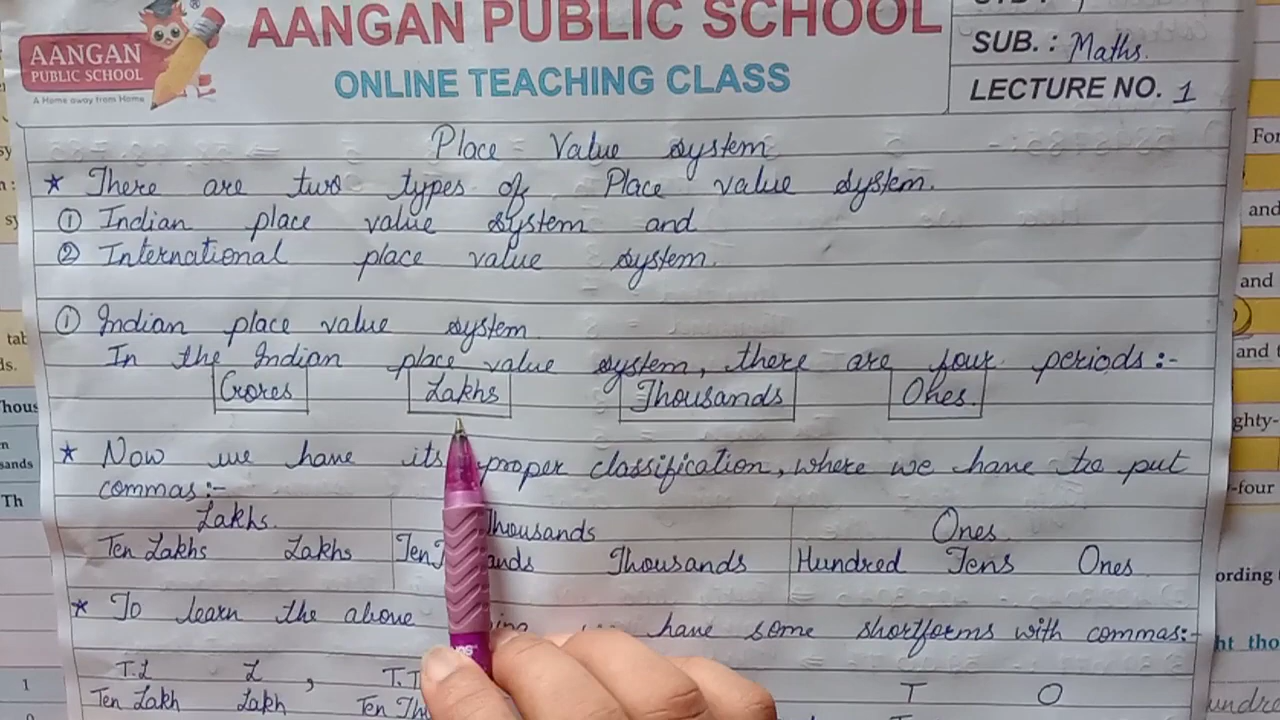 AANGAN PUBLIC SCHOOL
AANGAN
PUBLIC SCHOOL
A Home away from Home
ONLINE TEACHING CLASS
SUB. : Maths.
LECTURE NO. 1
Place Value system
* There are two types of Place value system.
① Indian place value system and
② International place value system.
① Indian place value system
In the Indian place value system, there are four periods:-
Crores Lakhs Thousands Ones.
* Now we have its proper classification, where we have to put
commas:-
Lakhs. Thousands Ones
Ten Lakhs Lakhs Thousands Hundred Tens Ones
* To learn the above have some shortforms with commas:-
T.L L , T O
Ten Lakh Lakh Ten